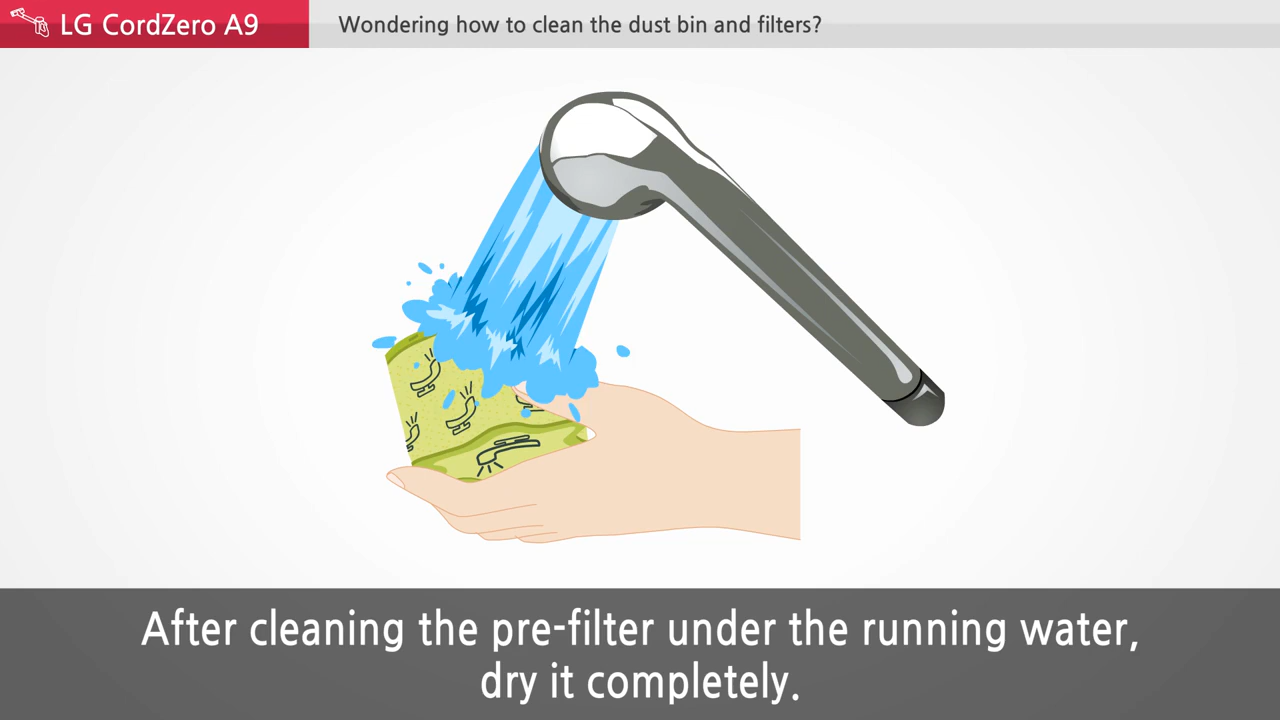 LG CordZero A9
Wondering how to clean the dust bin and filters?
After cleaning the pre-filter under the running water,
dry it completely.